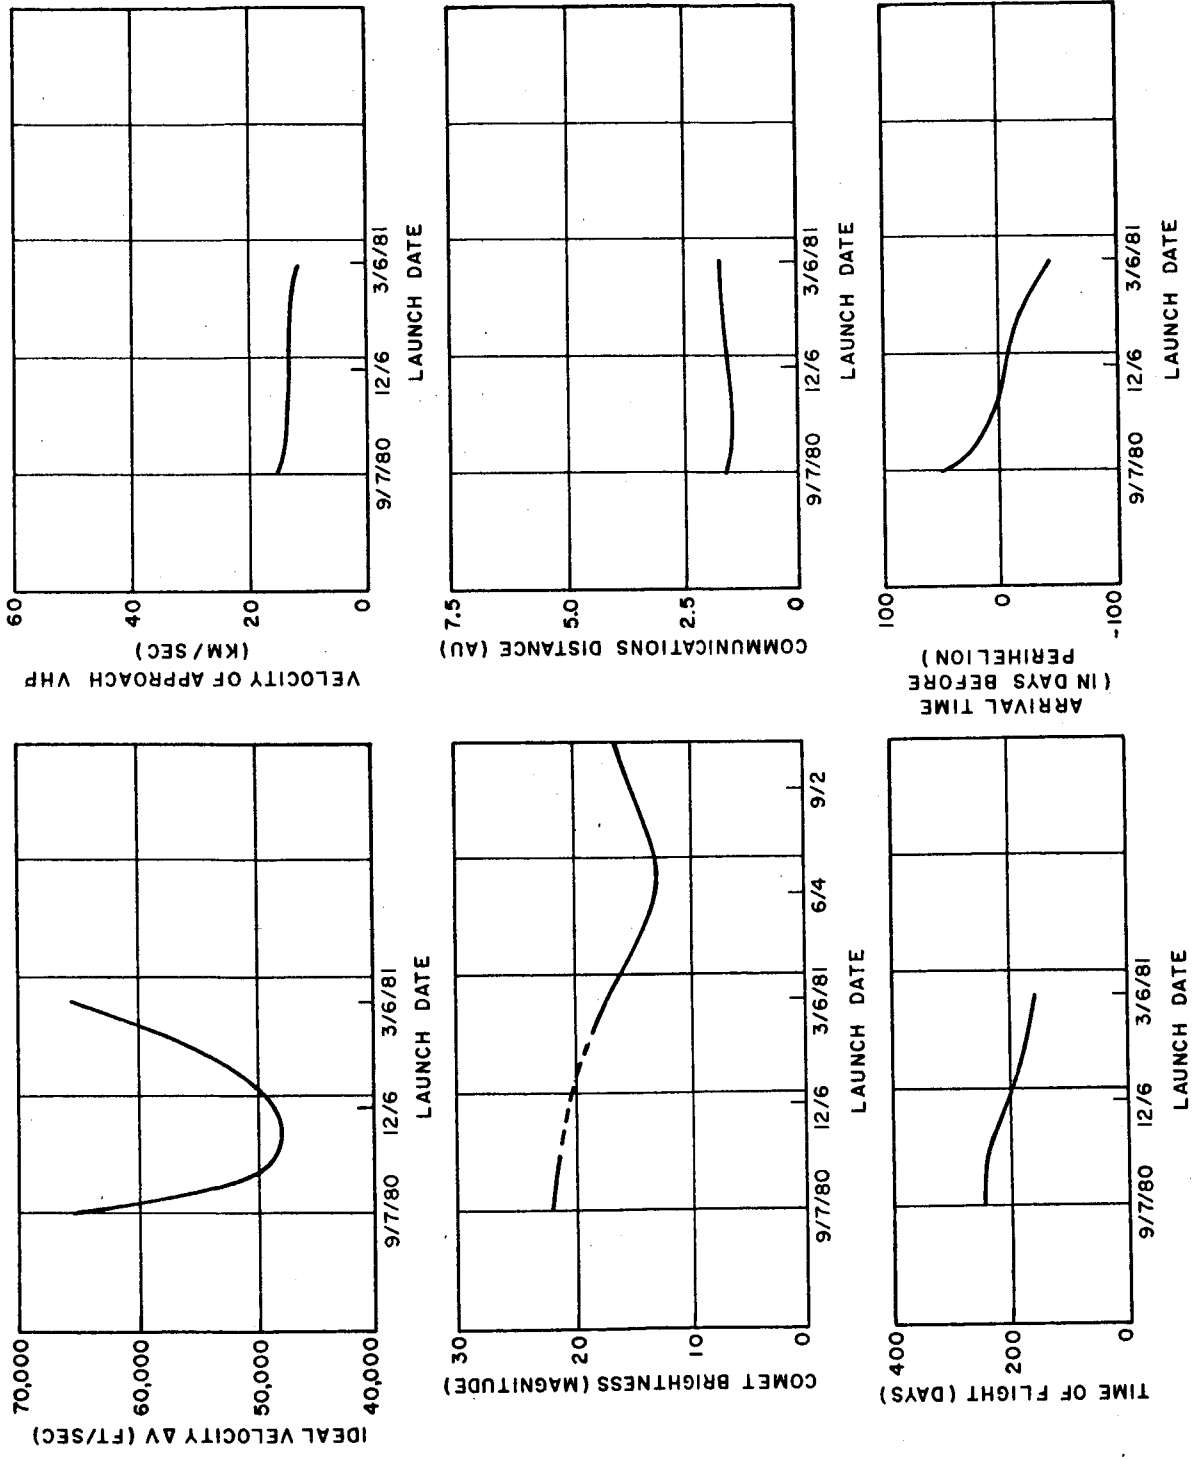 IDEAL VELOCITY ΔV (FT/SEC)
70,000
60,000
50,000
40,000
9/7/80 12/6 3/6/81
LAUNCH DATE
COMET BRIGHTNESS (MAGNITUDE)
30
20
10
0
9/7/80 12/6 3/6/81 6/4 9/2
LAUNCH DATE
TIME OF FLIGHT (DAYS)
400
200
0
9/7/80 12/6 3/6/81
LAUNCH DATE
VELOCITY OF APPROACH VHP
(KM/SEC)
60
40
20
0
9/7/80 12/6 3/6/81
LAUNCH DATE
COMMUNICATIONS DISTANCE (AU)
7.5
5.0
2.5
0
9/7/80 12/6 3/6/81
LAUNCH DATE
ARRIVAL TIME
(IN DAYS BEFORE
PERIHELION)
100
0
-100
9/7/80 12/6 3/6/81
LAUNCH DATE